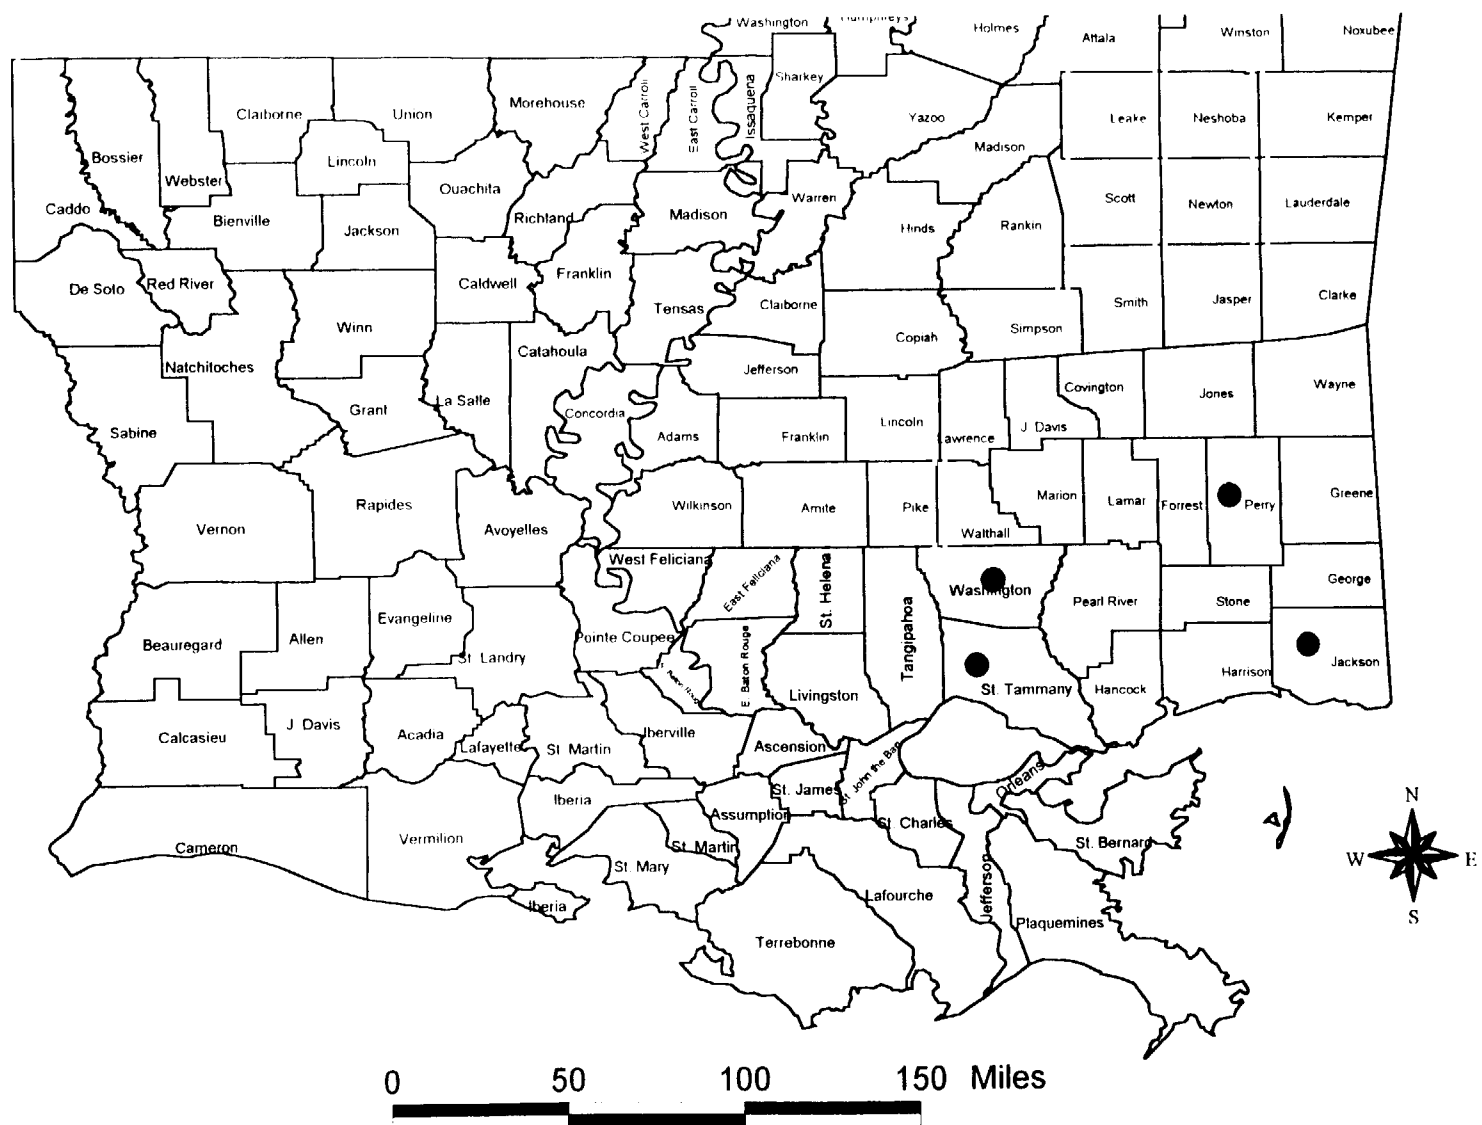 Washington
Humphreys
Holmes
Attala
Winston
Noxubee
Sharkey
Claiborne
Union
Morehouse
West Carroll
East Carroll
Issaquena
Yazoo
Leake
Neshoba
Kemper
Madison
Bossier
Webster
Lincoln
Ouachita
Caddo
Bienville
Jackson
Richland
Madison
Warren
Hinds
Rankin
Scott
Newton
Lauderdale
De Soto
Red River
Caldwell
Franklin
Tensas
Claiborne
Smith
Jasper
Clarke
Winn
Copiah
Simpson
Natchitoches
Catahoula
Jefferson
Covington
Jones
Wayne
Sabine
Grant
La Salle
Concordia
Adams
Franklin
Lincoln
Lawrence
J Davis
Vernon
Rapides
Avoyelles
Wilkinson
Amite
Pike
Walthall
Marion
Lamar
Forrest
Perry
Greene
West Feliciana
East Feliciana
St. Helena
Washington
Pearl River
Stone
George
Beauregard
Allen
Evangeline
St Landry
Pointe Coupee
E. Baton Rouge
Livingston
Tangipahoa
St. Tammany
Hancock
Harrison
Jackson
Calcasieu
J Davis
Acadia
Lafayette
St Martin
Iberville
Ascension
St John the Bap
Orleans
Iberia
Assumption
St. James
St. Charles
St. Bernard
Cameron
Vermilion
St. Mary
St. Martin
Jefferson
Lafourche
Plaquemines
Iberia
Terrebonne
N
W E
S
0 50 100 150 Miles